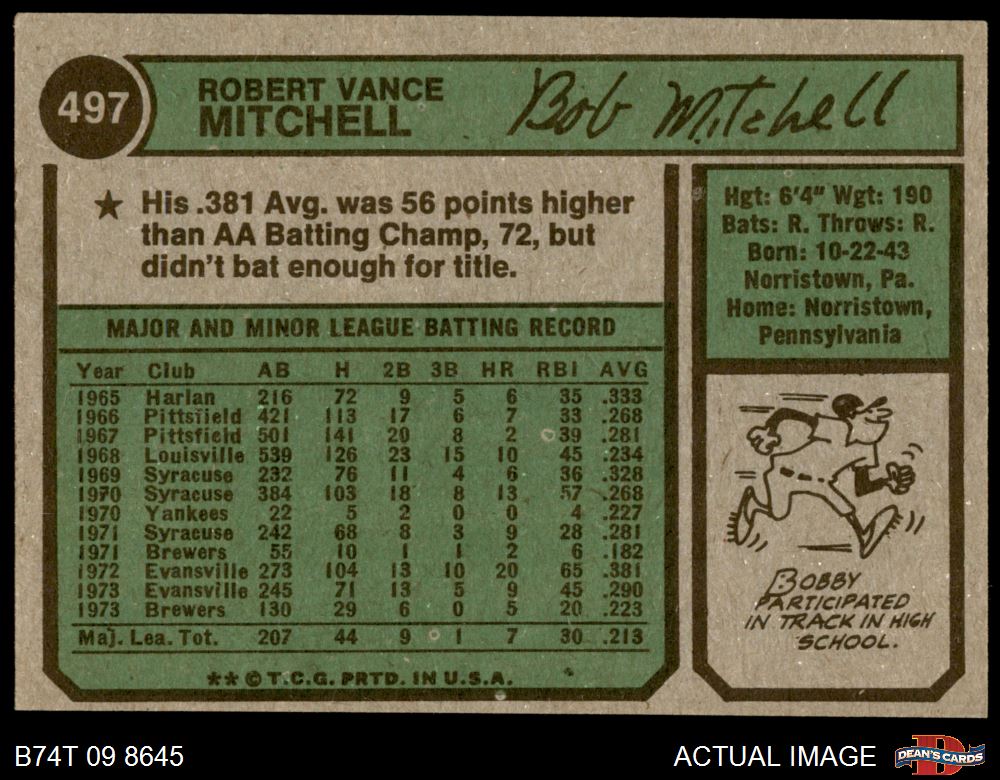 497
ROBERT VANCE
MITCHELL
Bob Mitchell
★ His .381 Avg. was 56 points higher
than AA Batting Champ, 72, but
didn't bat enough for title.
Hgt: 6'4" Wgt: 190
Bats: R. Throws: R.
Born: 10-22-43
Norristown, Pa.
Home: Norristown,
Pennsylvania
MAJOR AND MINOR LEAGUE BATTING RECORD
Year Club AB H 2B 3B HR RBI AVG
1965 Harlan 216 72 9 5 6 35 .333
1966 Pittsfield 421 113 17 6 7 33 .268
1967 Pittsfield 501 141 20 8 2 39 .281
1968 Louisville 539 126 23 15 10 45 .234
1969 Syracuse 232 76 11 4 6 36 .328
1970 Syracuse 384 103 18 8 13 57 .268
1970 Yankees 22 5 2 0 0 4 .227
1971 Syracuse 242 68 8 3 9 28 .281
1971 Brewers 55 10 1 1 2 6 .182
1972 Evansville 273 104 13 10 20 65 .381
1973 Evansville 245 71 13 5 9 45 .290
1973 Brewers 130 29 6 0 5 20 .223
Maj. Lea. Tot. 207 44 9 1 7 30 .213
**© T.C.G. PRTD. IN U.S.A.
BOBBY
PARTICIPATED
IN TRACK IN HIGH
SCHOOL.
B74T 09 8645
ACTUAL IMAGE
DEAN'S CARDS